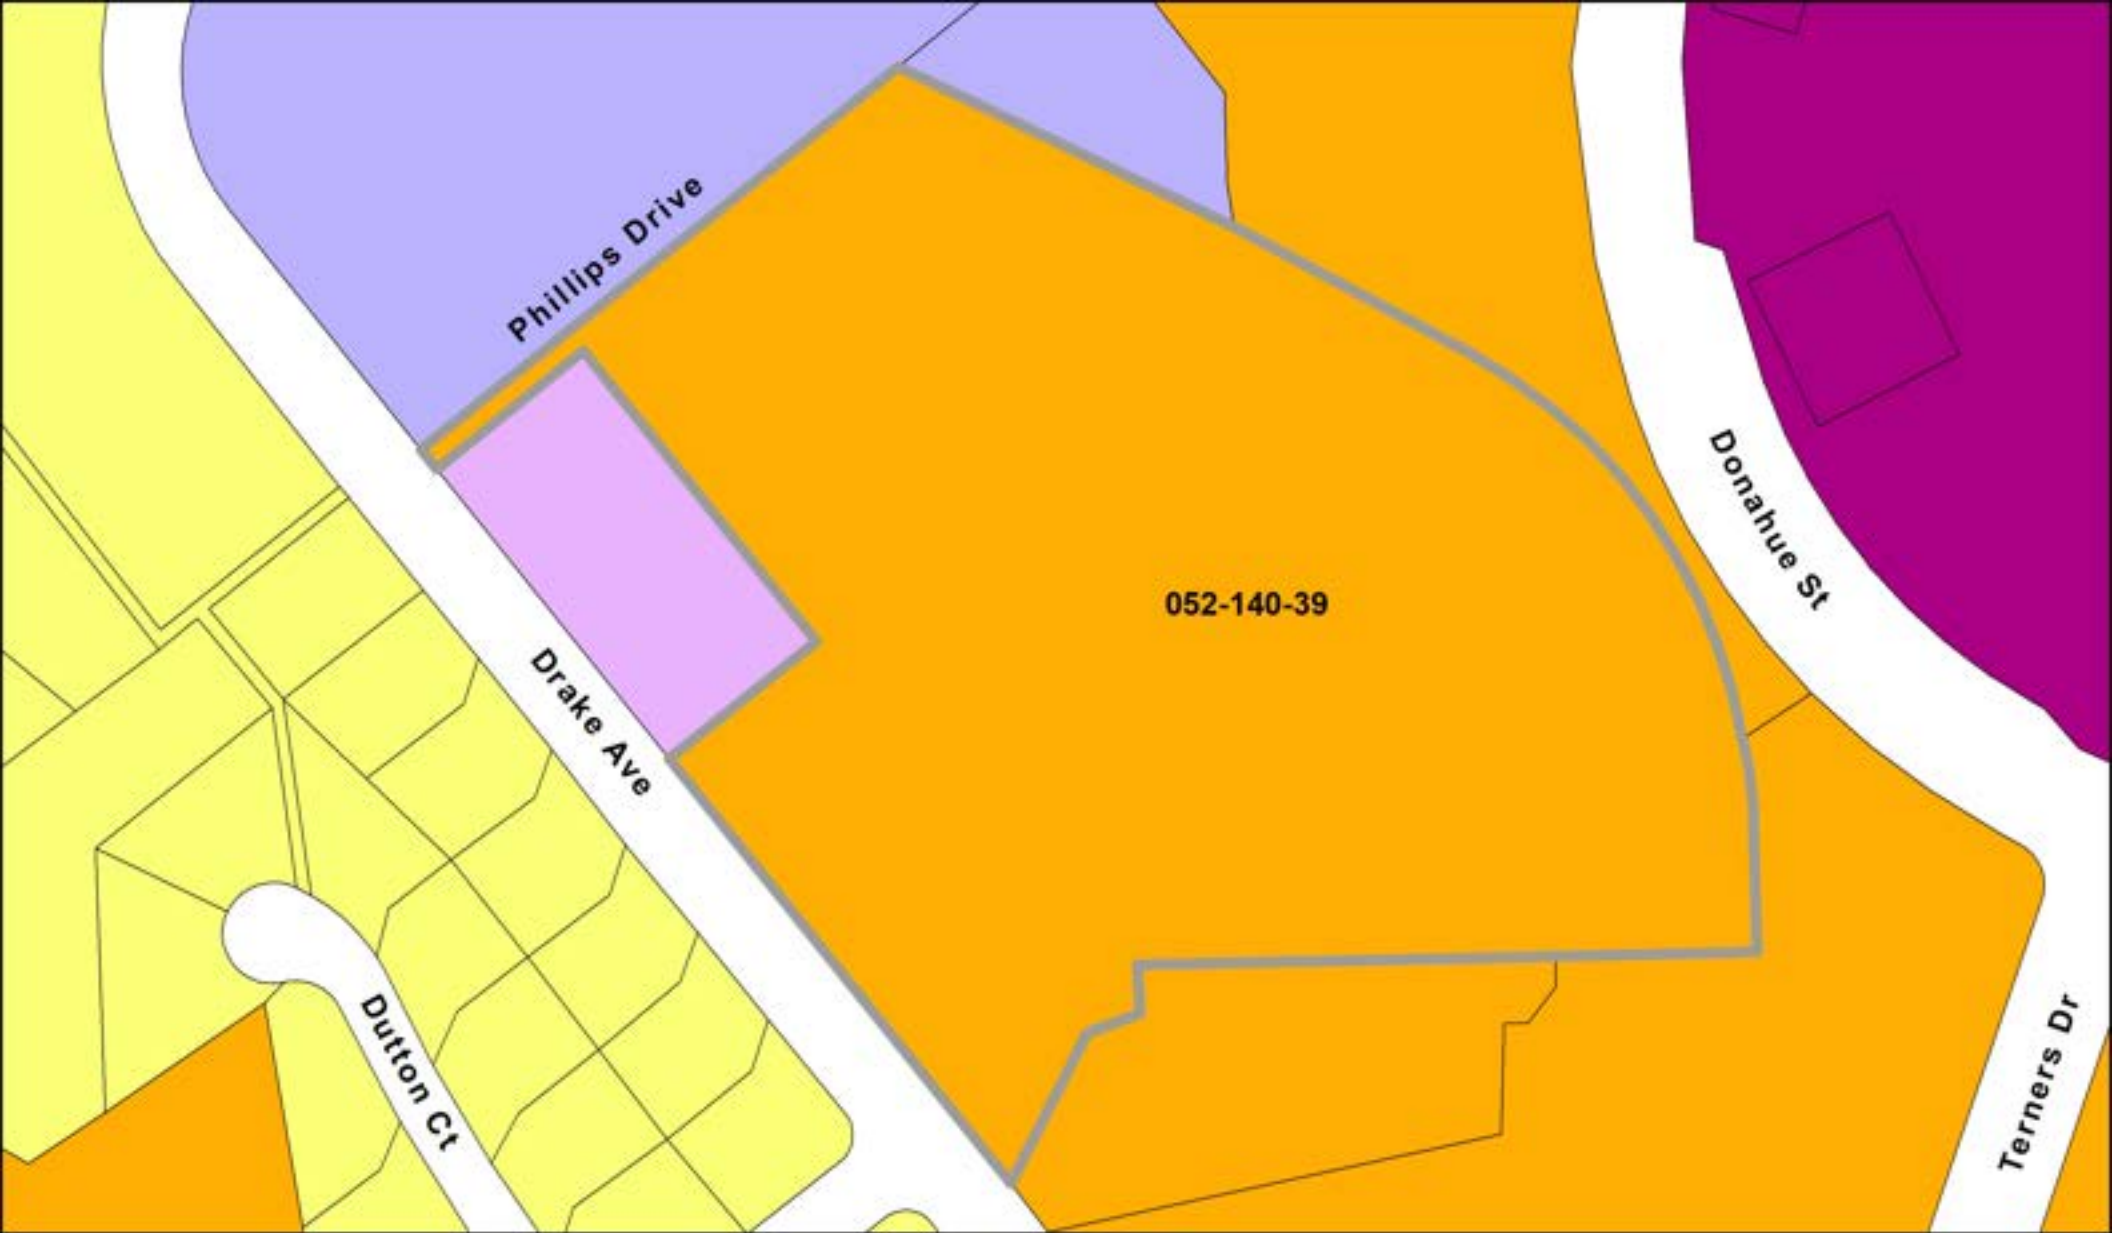 Phillips Drive
Donahue St
052-140-39
Drake Ave
Dutton Ct
Terners Dr